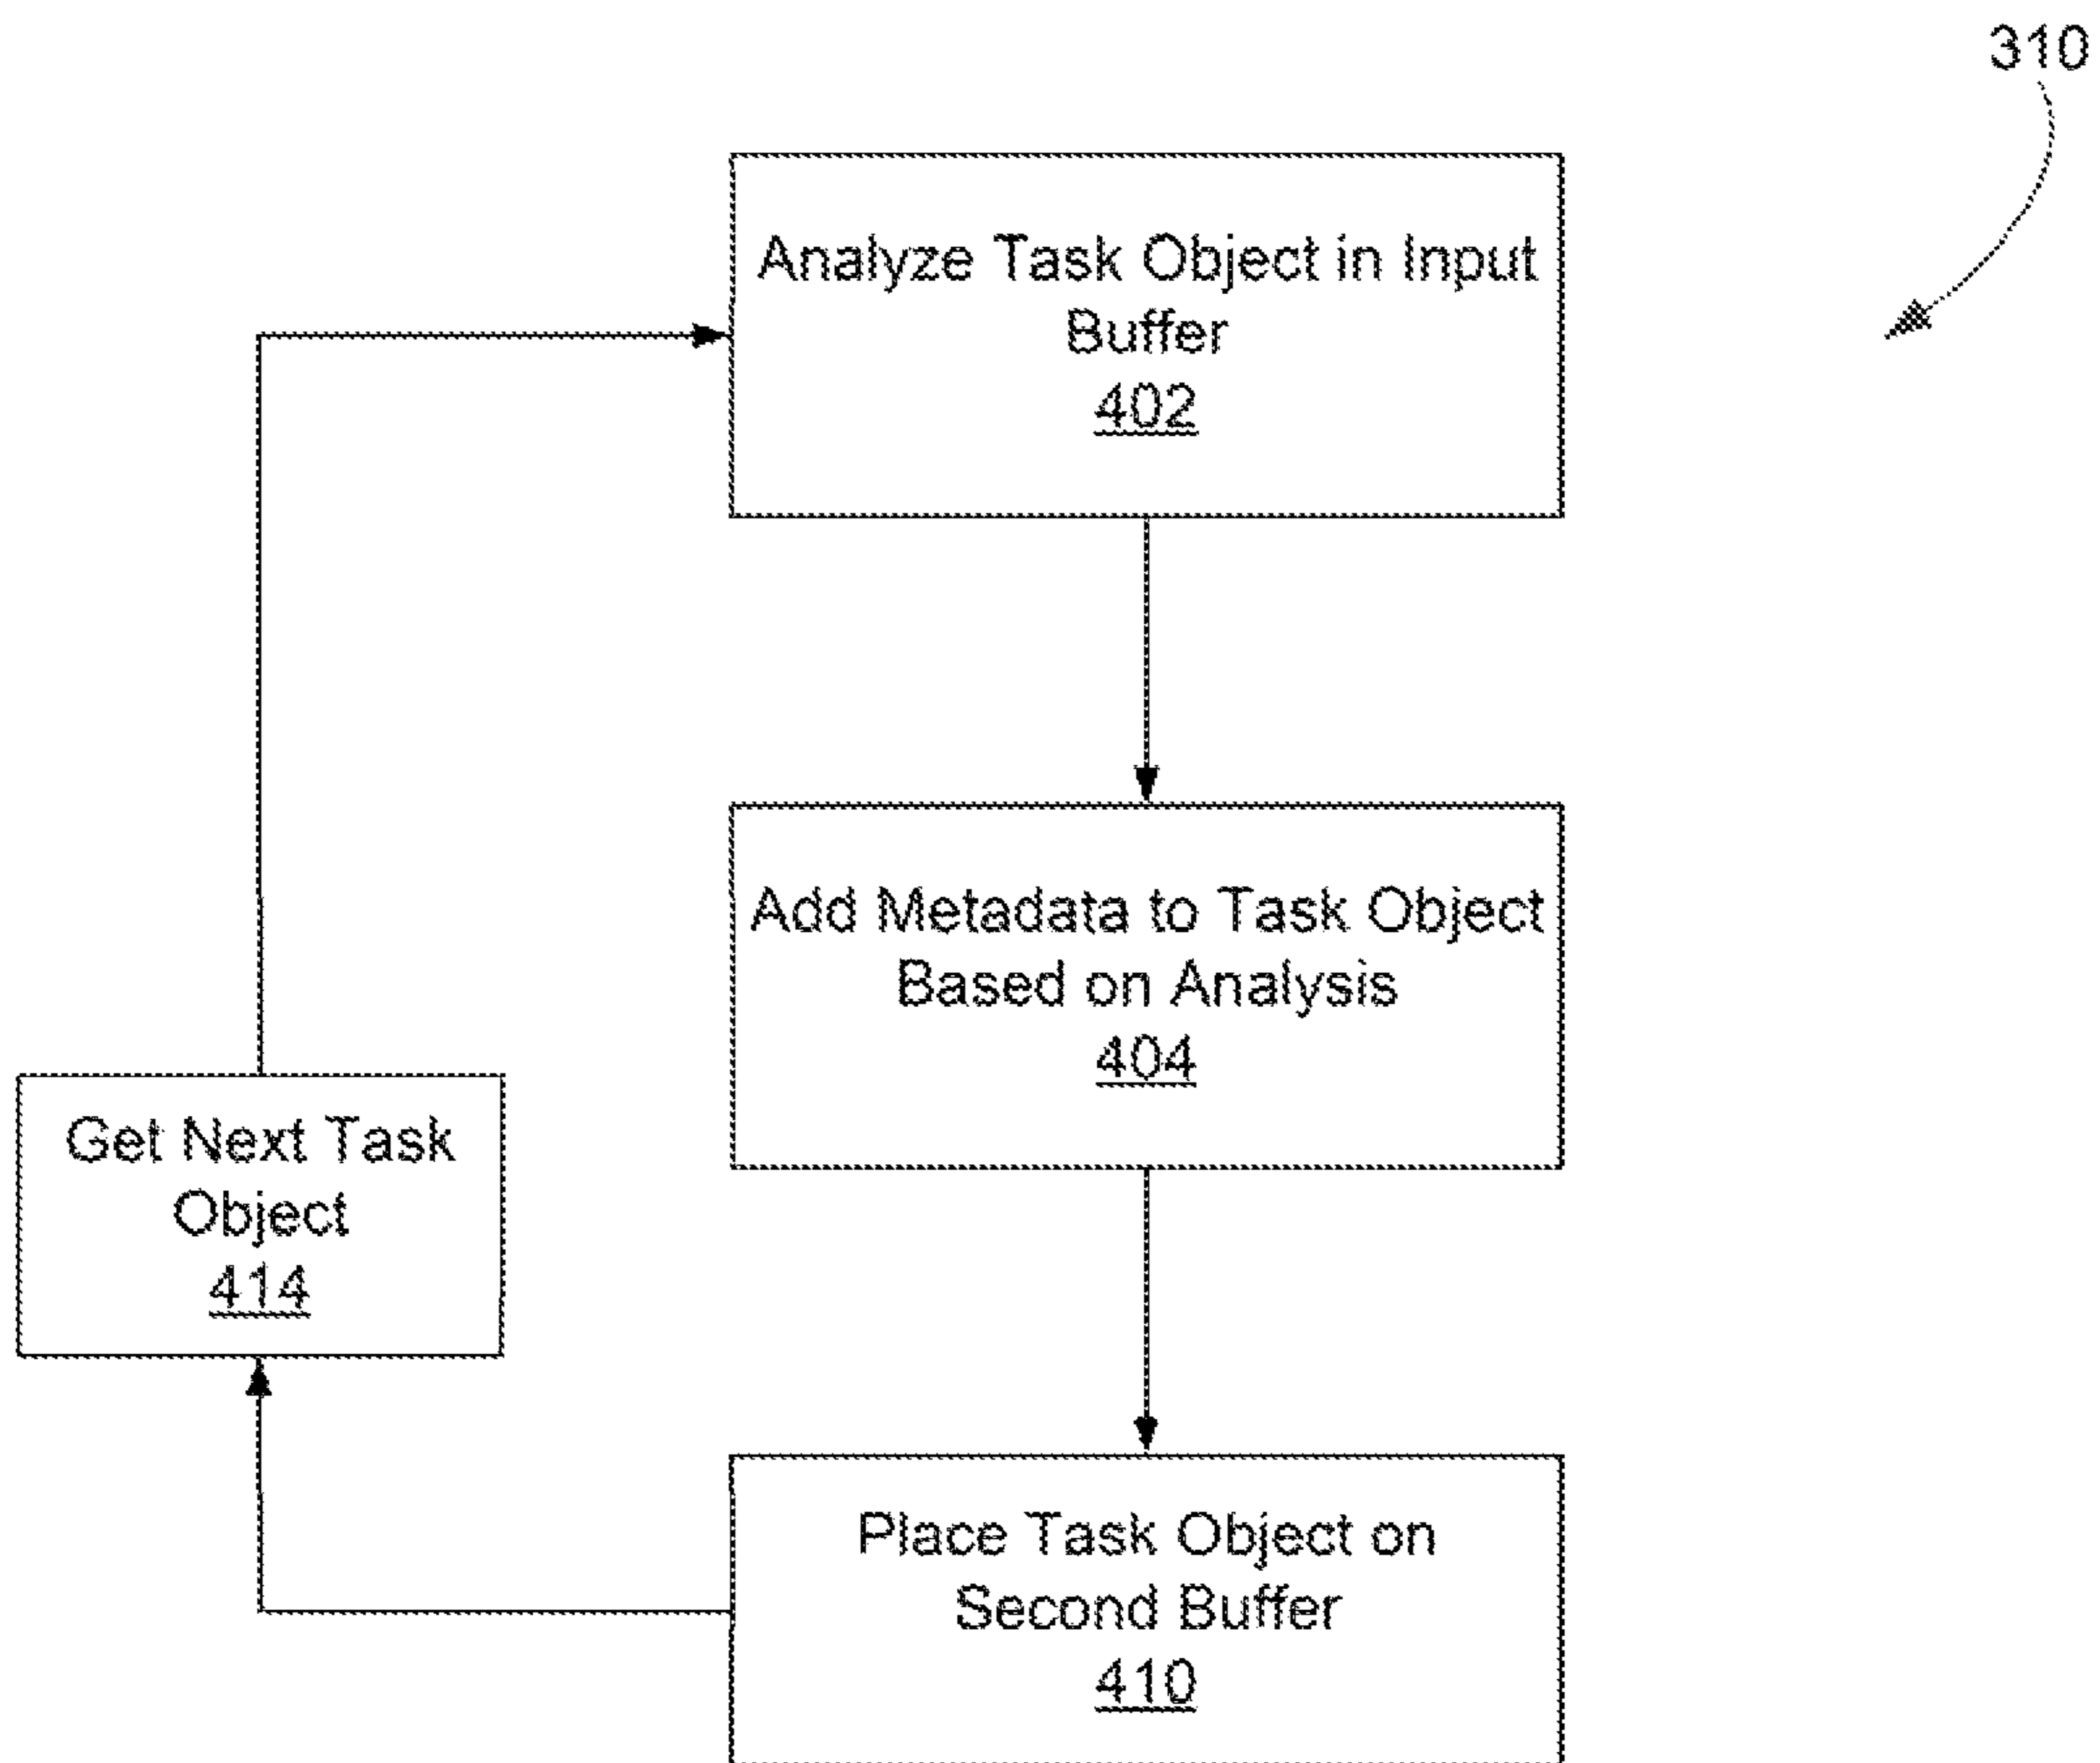 310
Analyze Task Object in Input
Buffer
402
Add Metadata to Task Object
Based on Analysis
404
Get Next Task
Object
414
Place Task Object on
Second Buffer
410